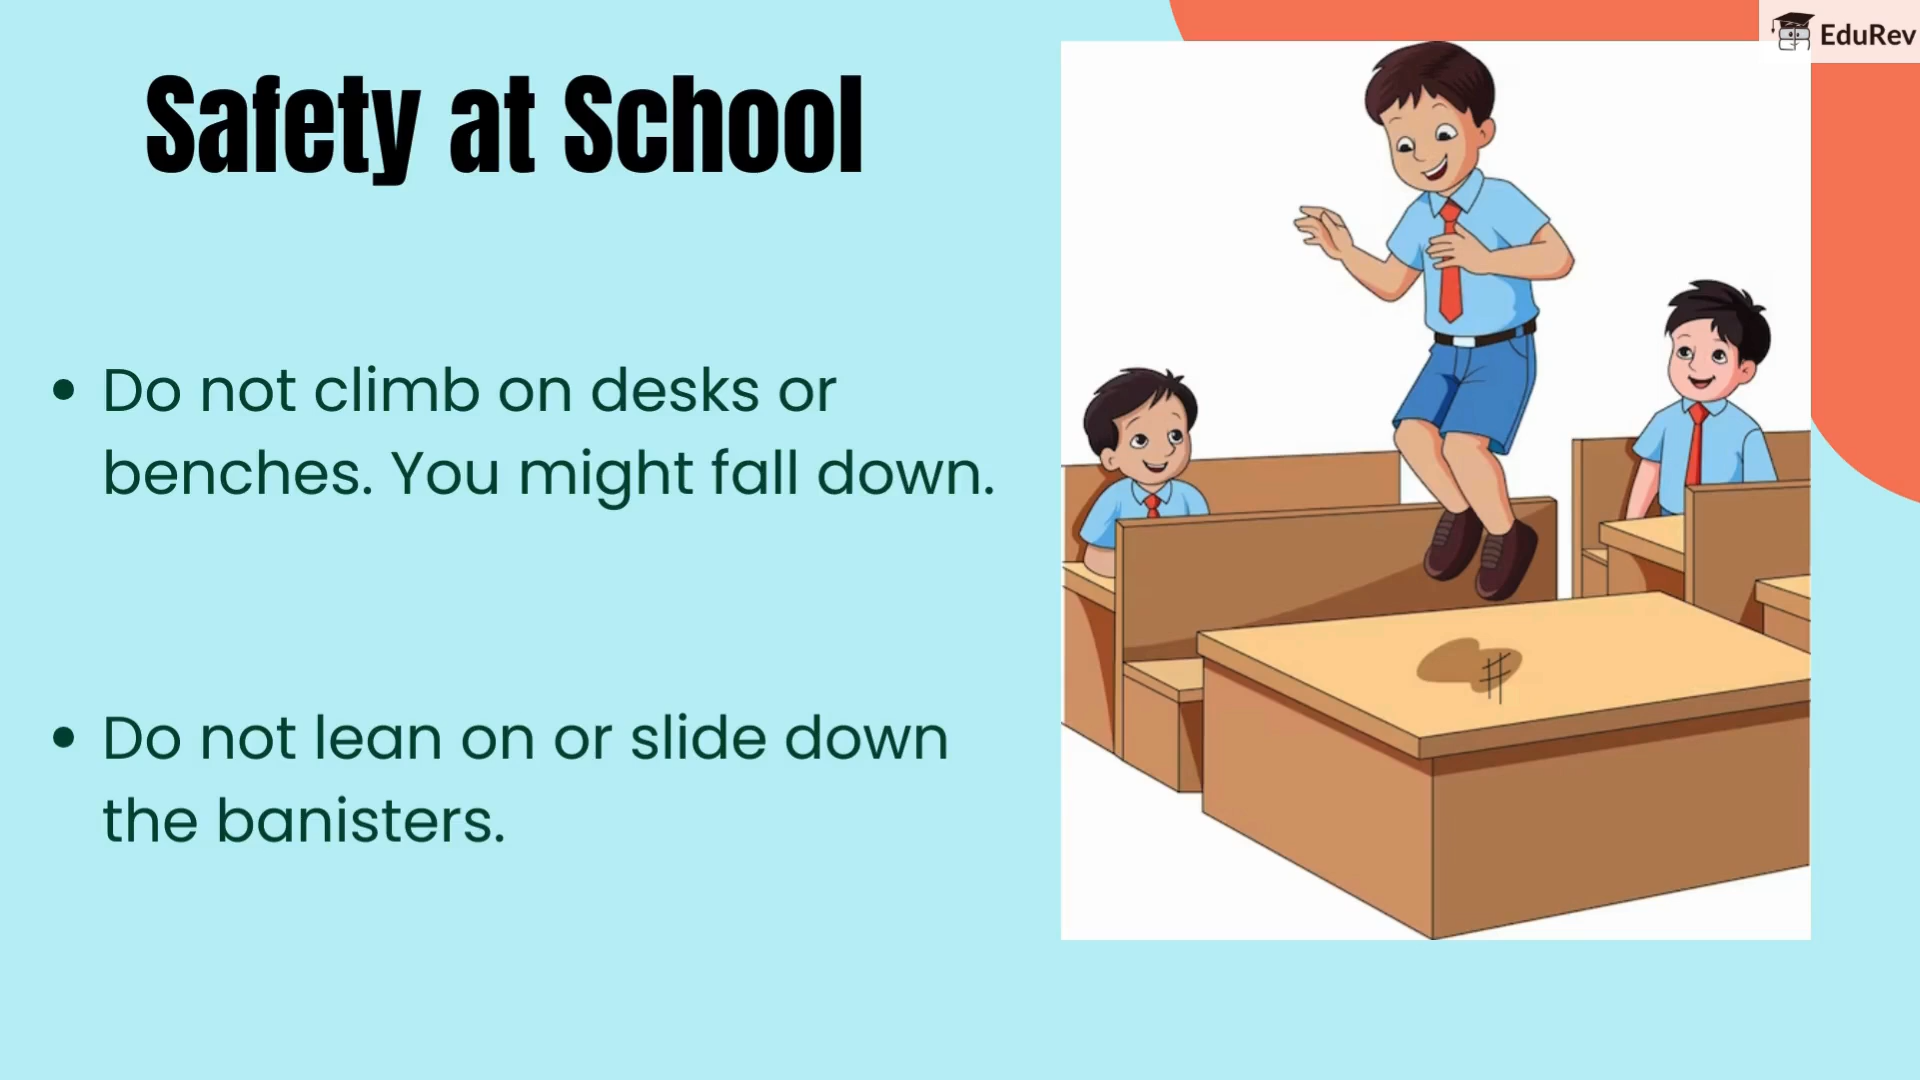 EduRev
Safety at School
• Do not climb on desks or
benches. You might fall down.
• Do not lean on or slide down
the banisters.